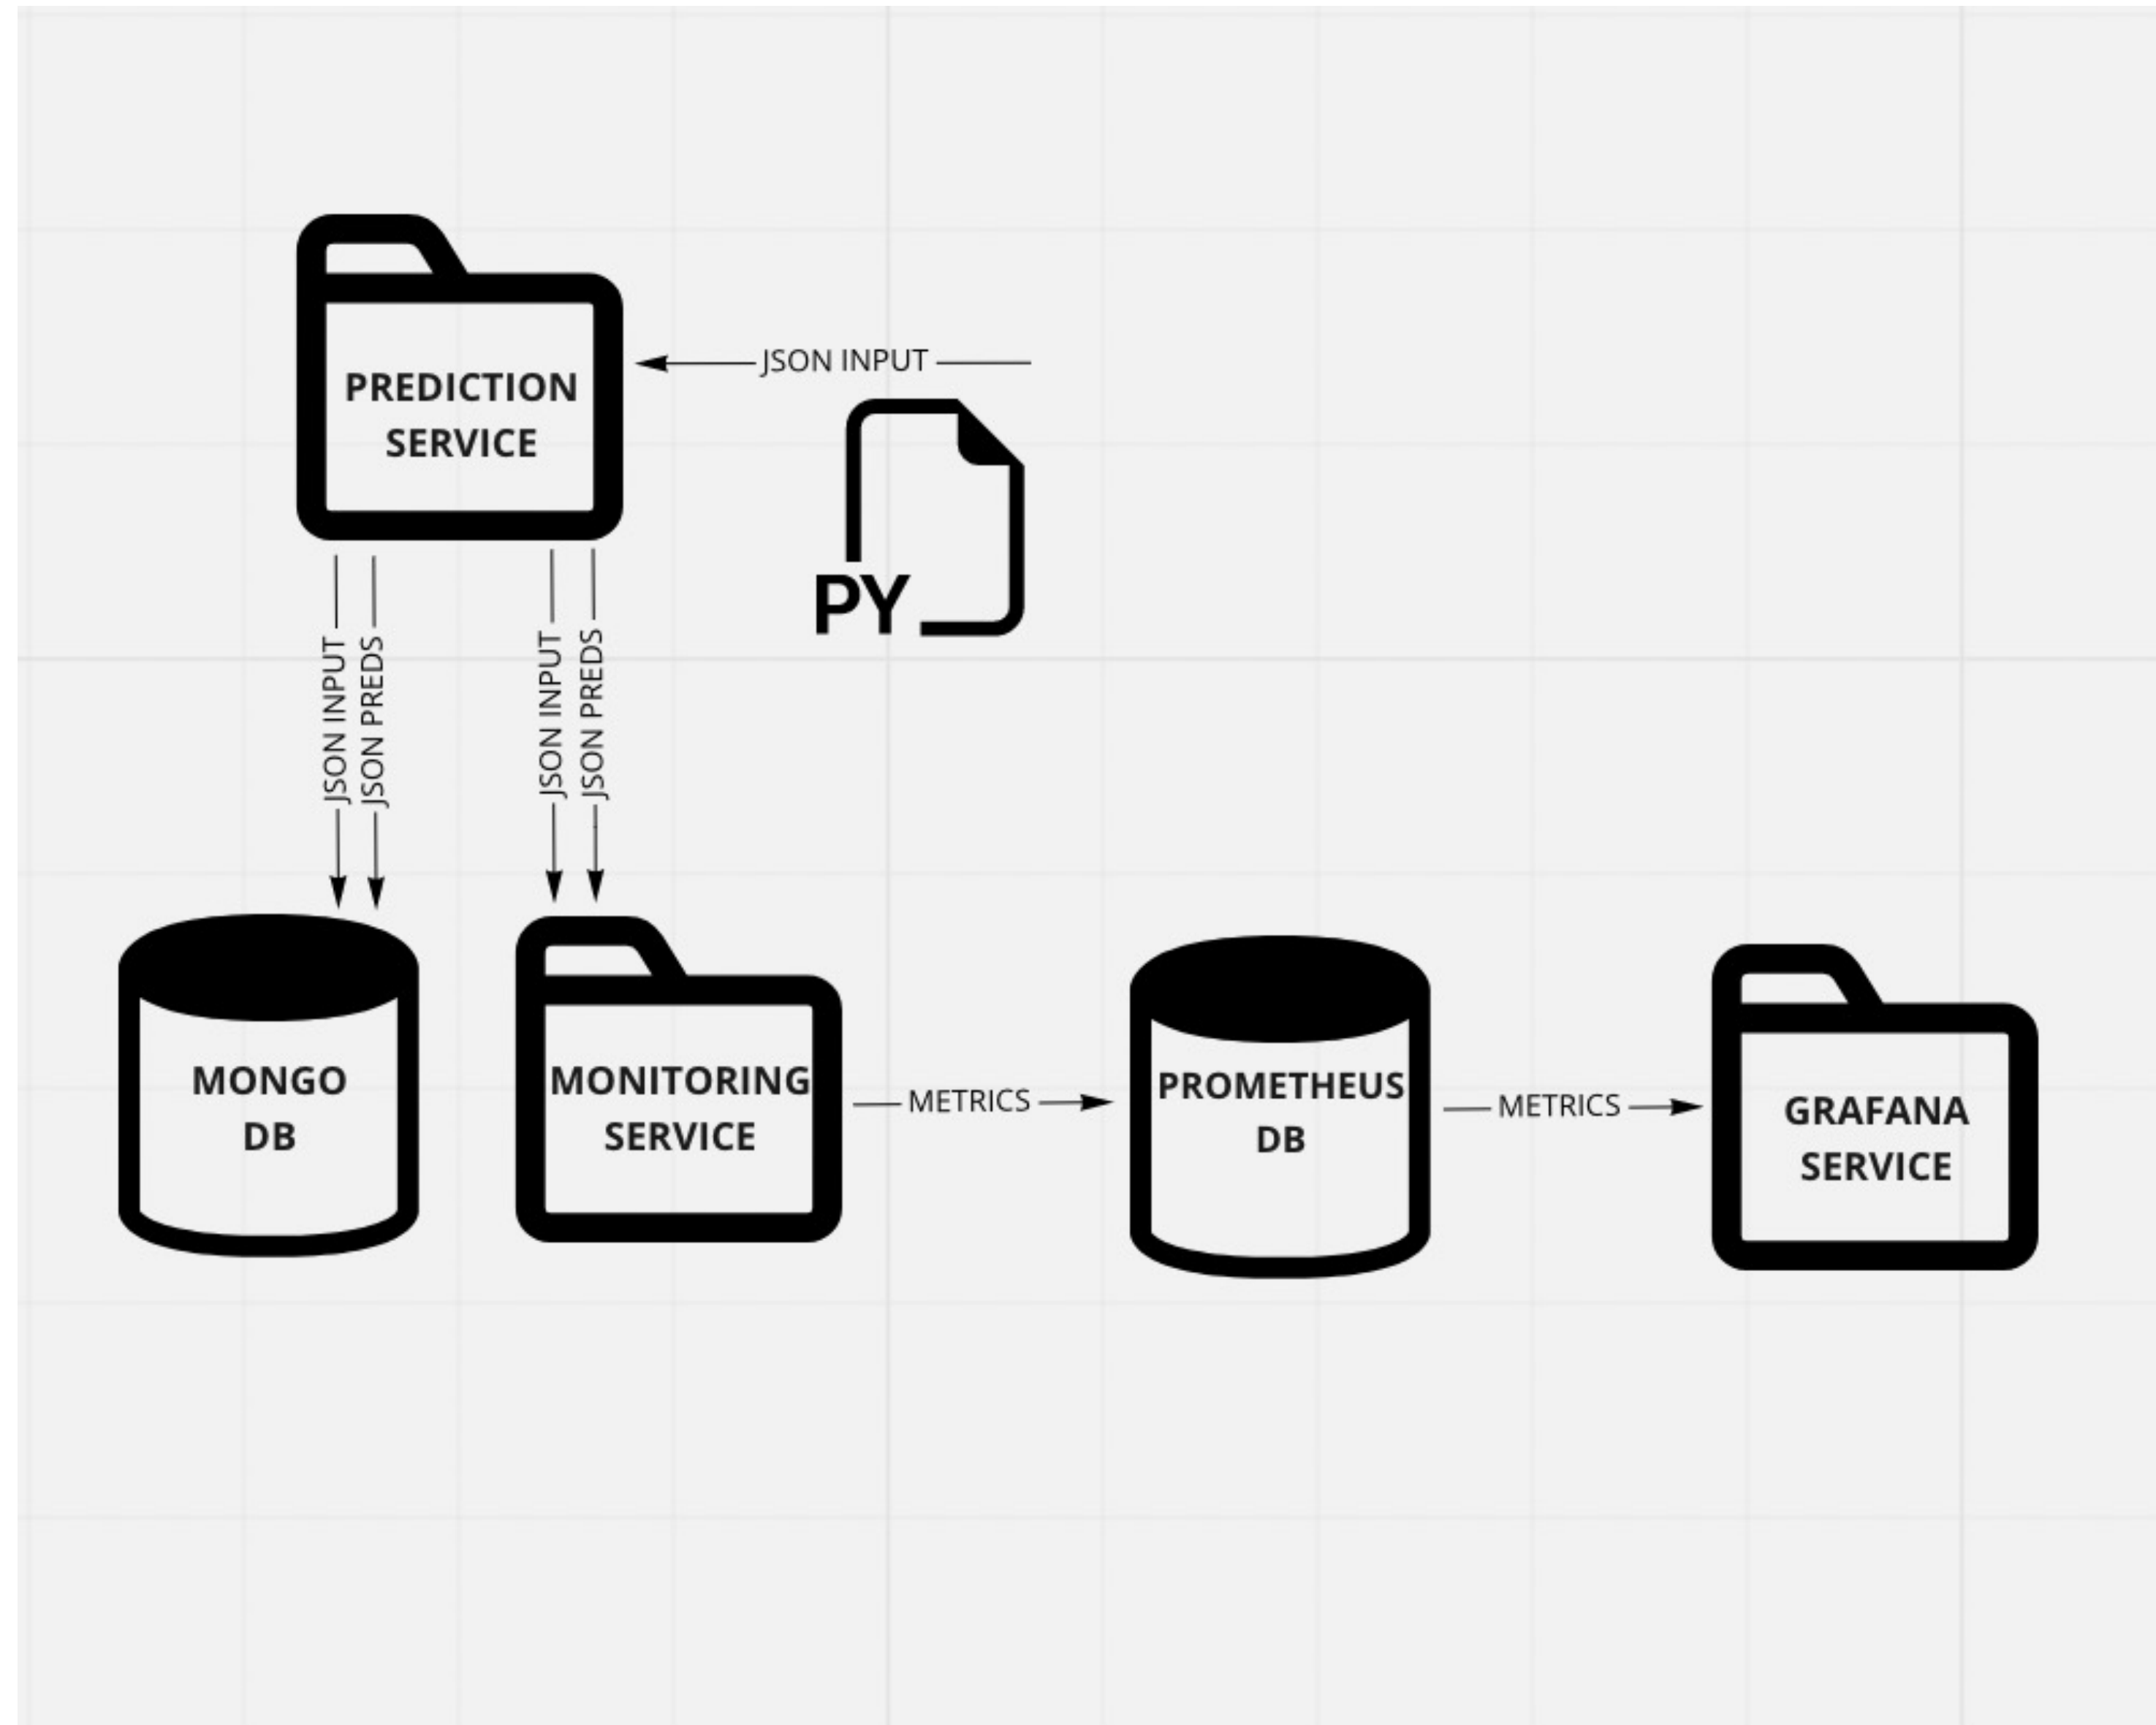 JSON INPUT
PREDICTION
SERVICE
PY
JSON INPUT
JSON PREDS
JSON INPUT
JSON PREDS
MONGO
DB
MONITORING
SERVICE
METRICS
PROMETHEUS
DB
METRICS
GRAFANA
SERVICE